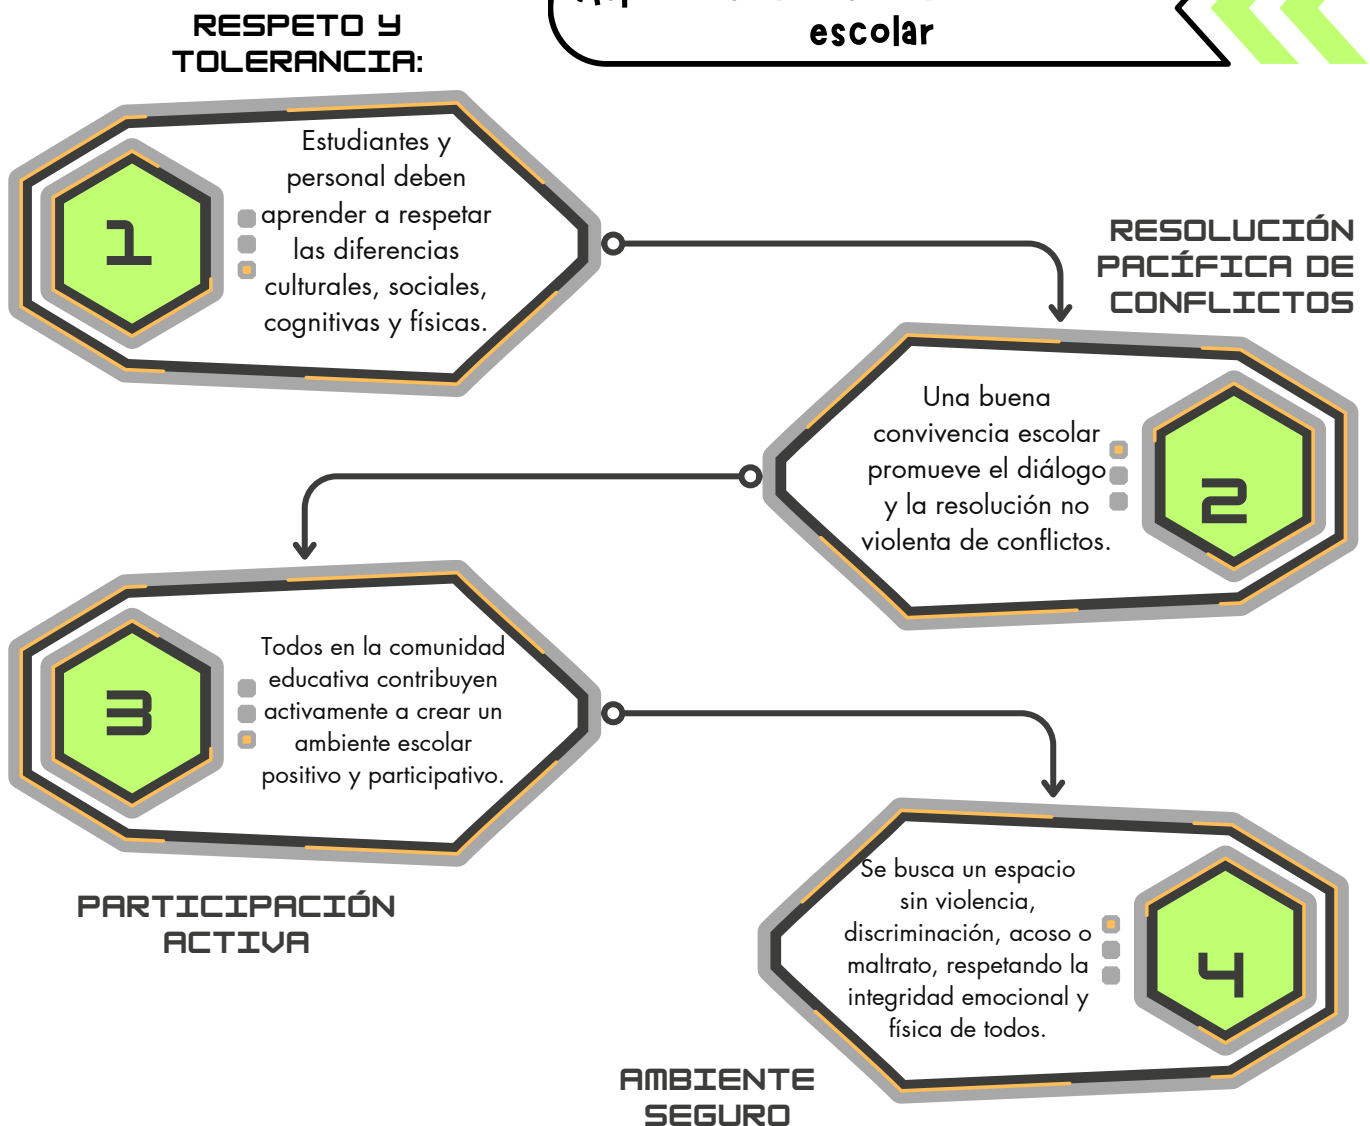 escolar
RESPETO Y
TOLERANCIA:
1
Estudiantes y
personal deben
aprender a respetar
las diferencias
culturales, sociales,
cognitivas y físicas.
RESOLUCIÓN
PACÍFICA DE
CONFLICTOS
Una buena
convivencia escolar
promueve el diálogo
y la resolución no
violenta de conflictos.
2
3
Todos en la comunidad
educativa contribuyen
activamente a crear un
ambiente escolar
positivo y participativo.
PARTICIPACIÓN
ACTIVA
Se busca un espacio
sin violencia,
discriminación, acoso o
maltrato, respetando la
integridad emocional y
física de todos.
4
AMBIENTE
SEGURO